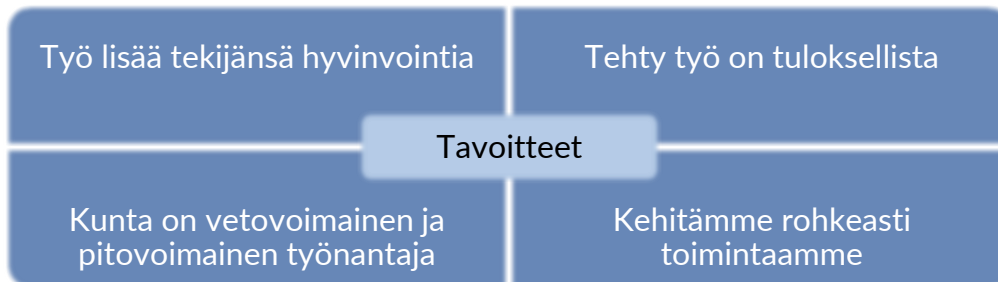 Työ lisää tekijänsä hyvinvointia
Tehty työ on tuloksellista
Tavoitteet
Kunta on vetovoimainen ja
pitovoimainen työnantaja
Kehitämme rohkeasti
toimintaamme